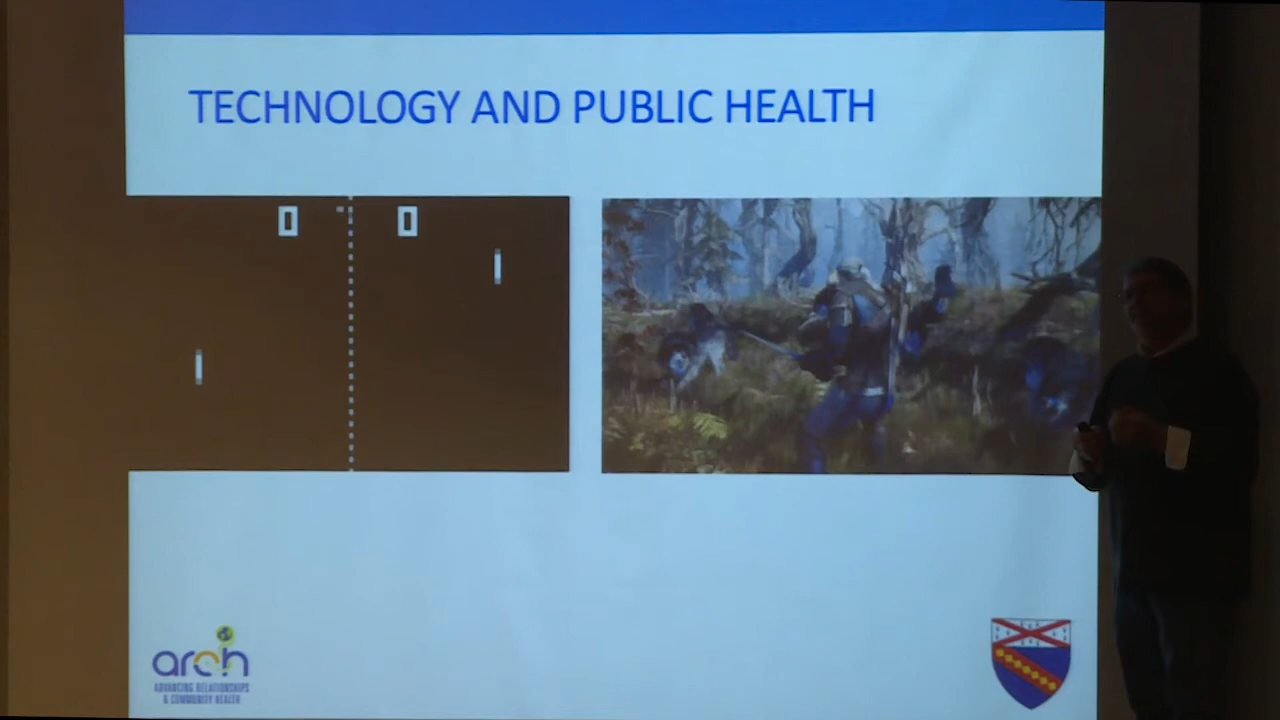 TECHNOLOGY AND PUBLIC HEALTH
0 0
arch
ADVANCING RELATIONSHIPS
& COMMUNITY HEALTH